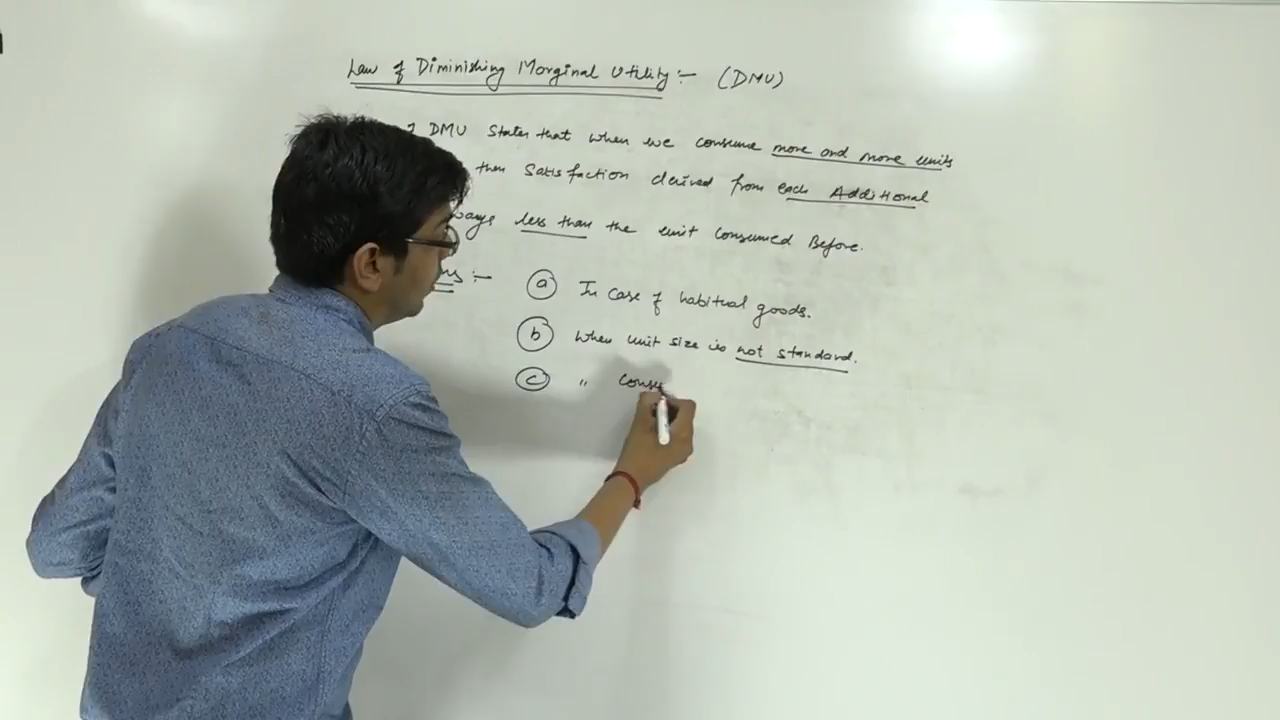 Law of Diminishing Marginal Utility :- (DMU)
DMU states that when we consume more and more units
then satisfaction derived from each Additional
less than the unit consumed Before.
:- (a) In case of habitual goods.
(b) when unit size is not standard.
(c) "